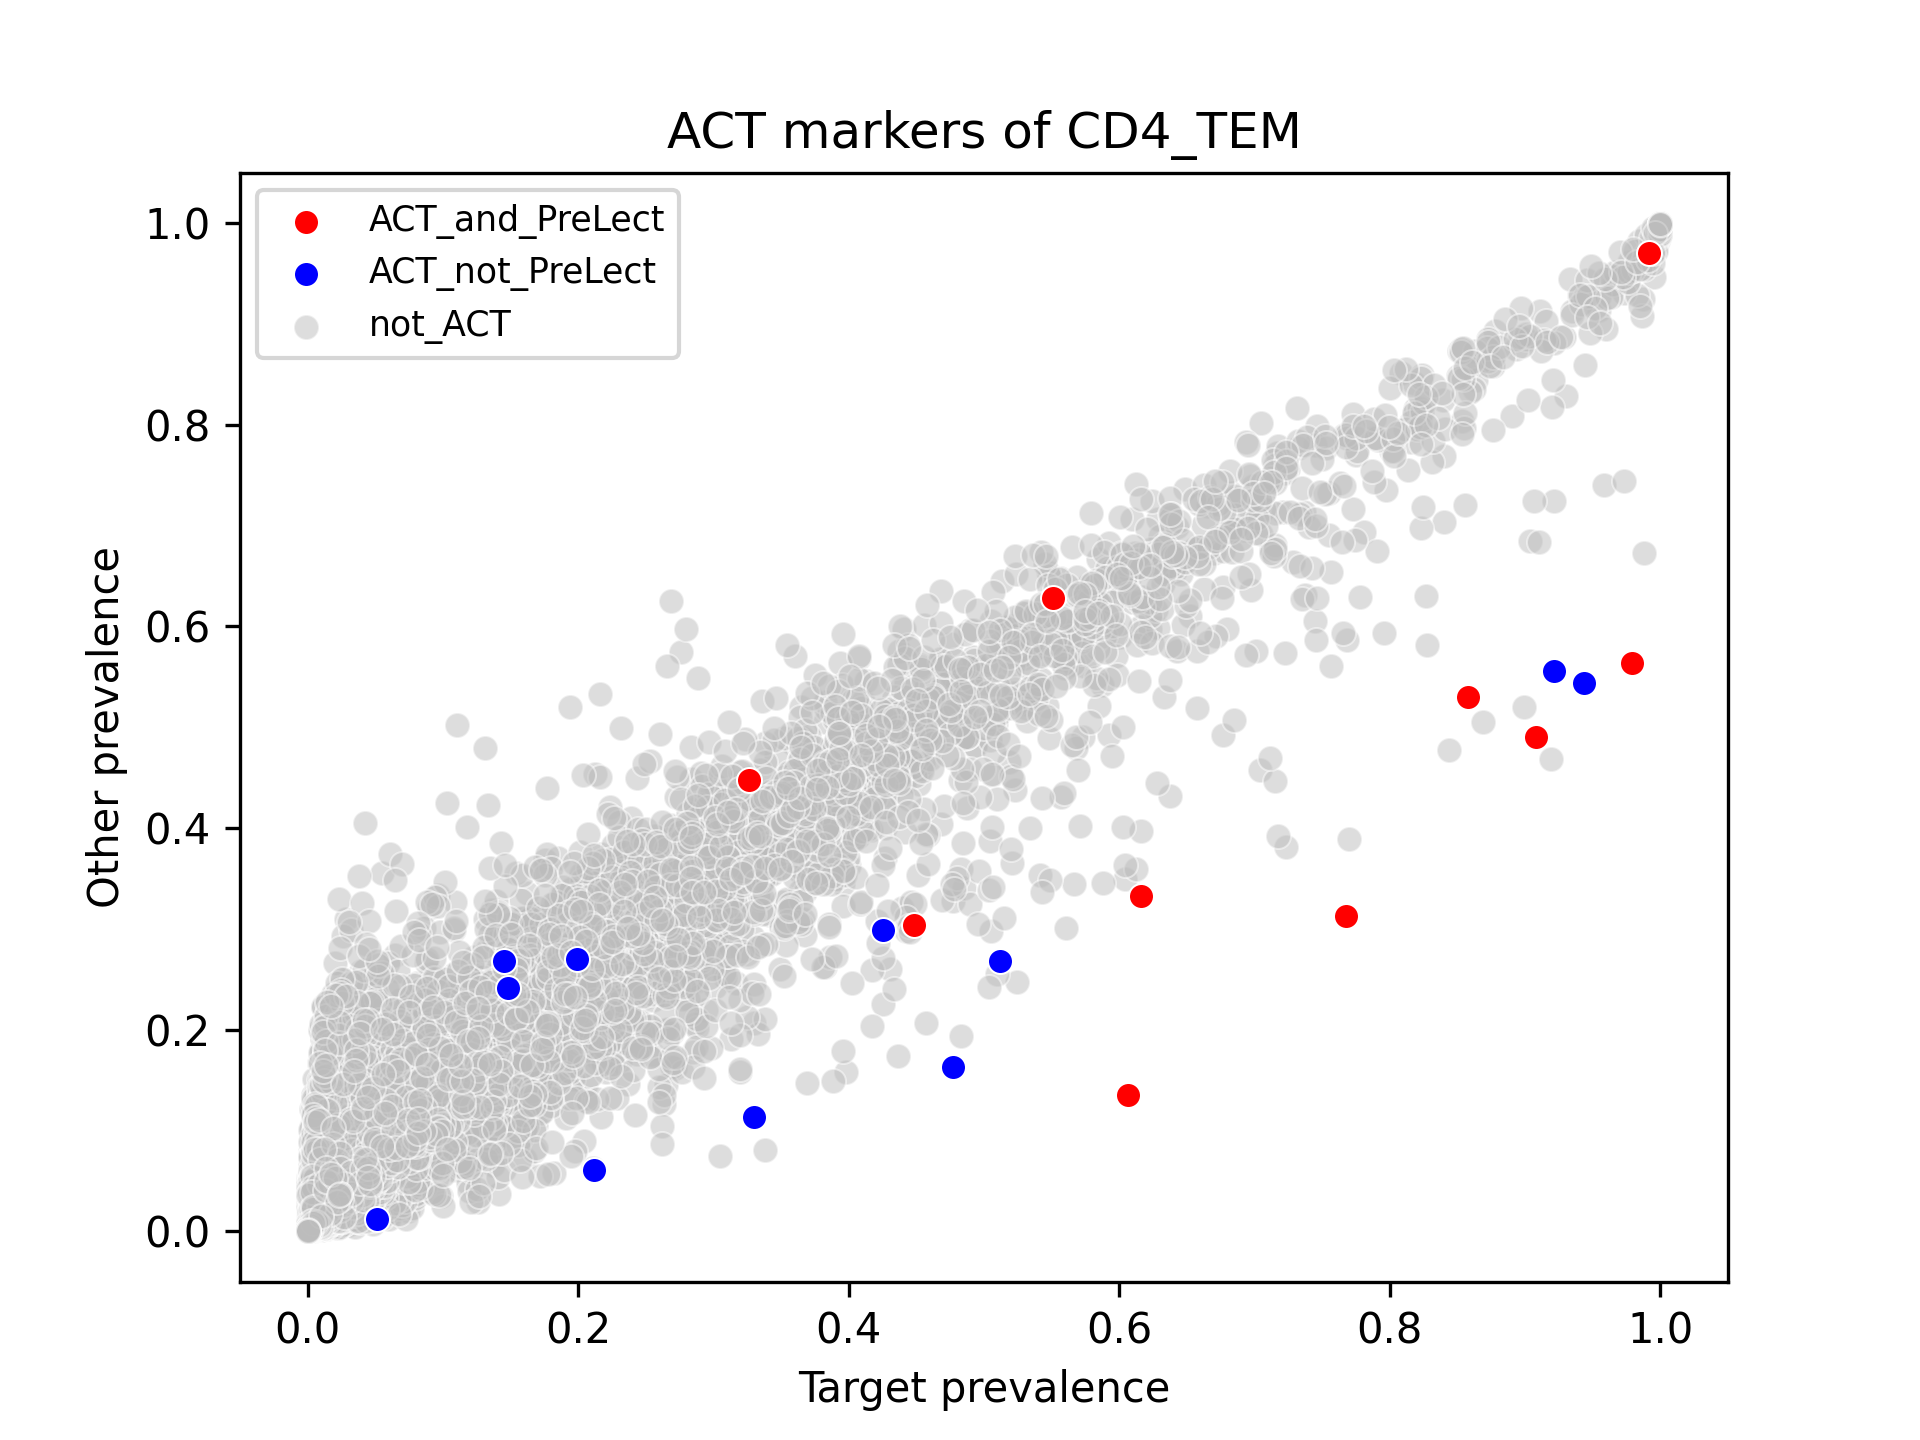 ACT markers of CD4_TEM
ACT_and_PreLect
ACT_not_PreLect
not_ACT
1.0
0.8
0.6
0.4
0.2
0.0
Other prevalence
0.0 0.2 0.4 0.6 0.8 1.0
Target prevalence